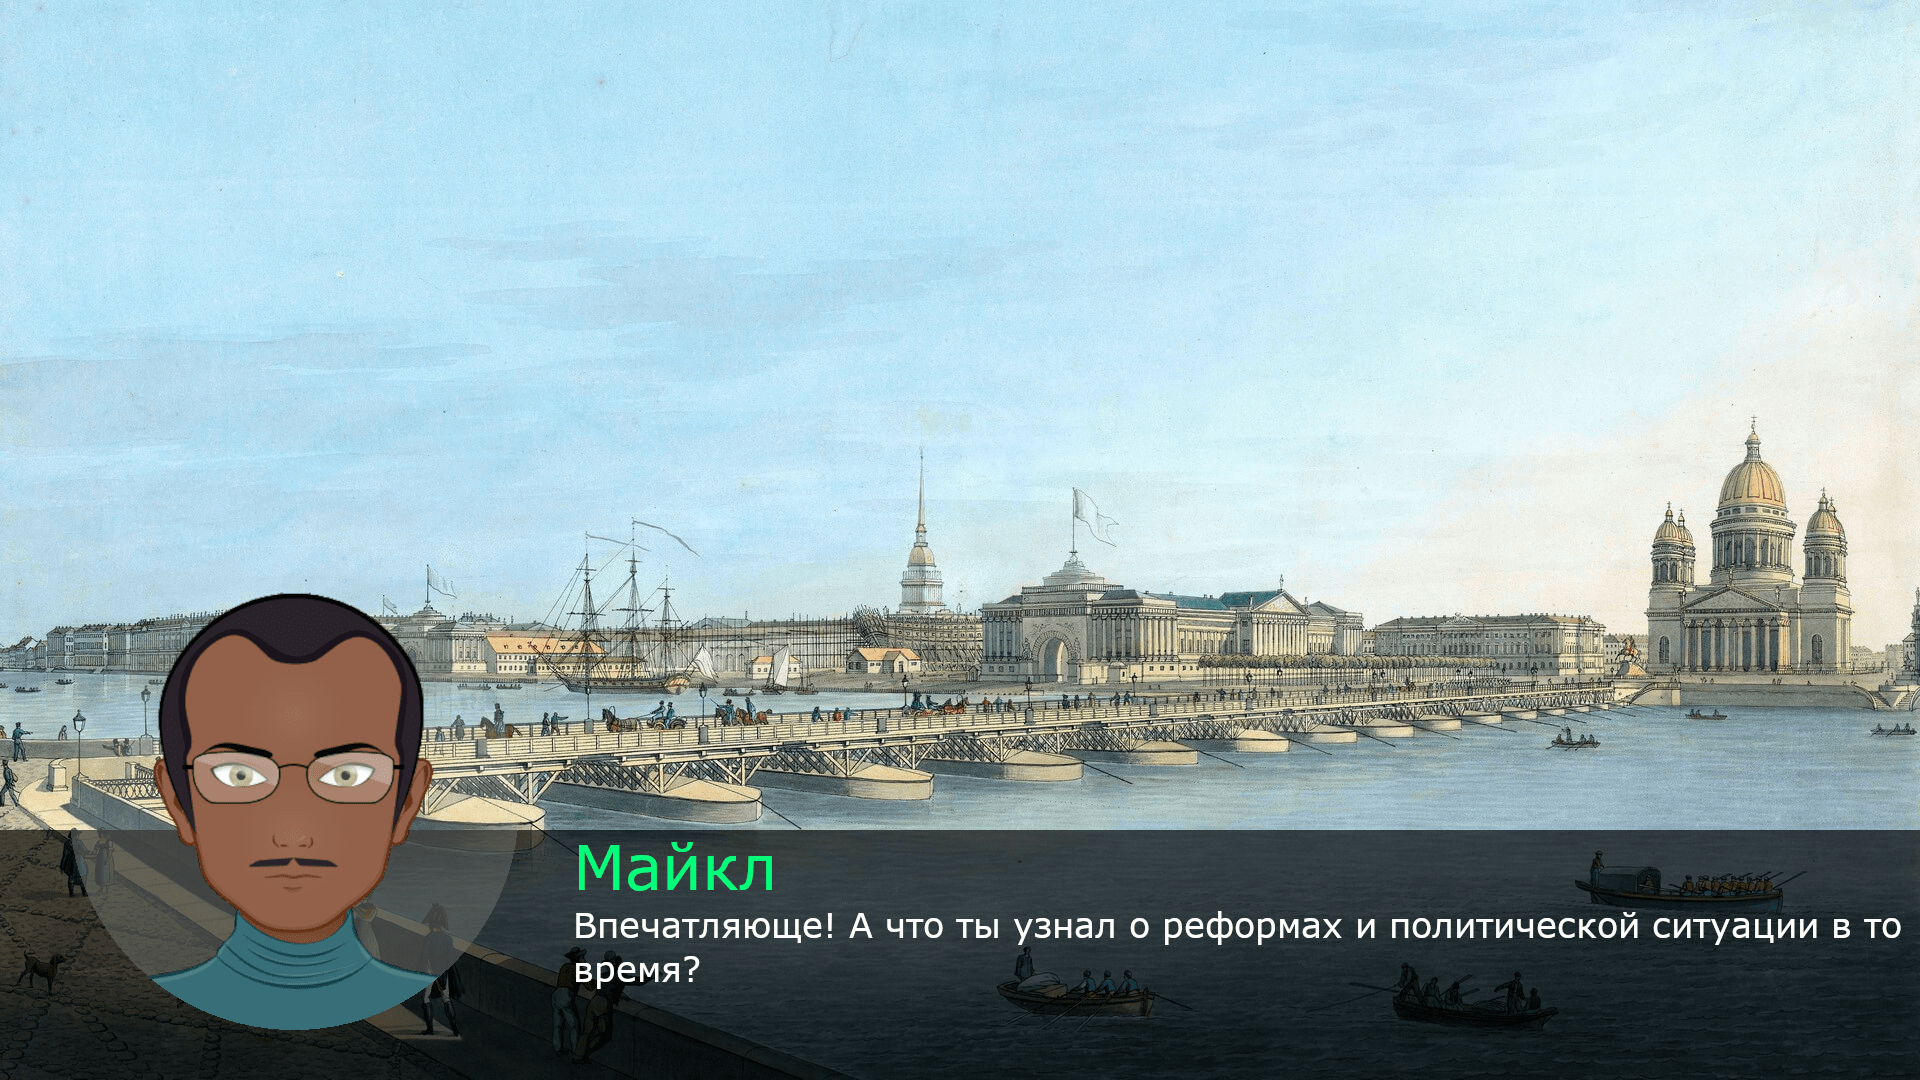 Майкл
Впечатляюще! А что ты узнал о реформах и политической ситуации в то
время?